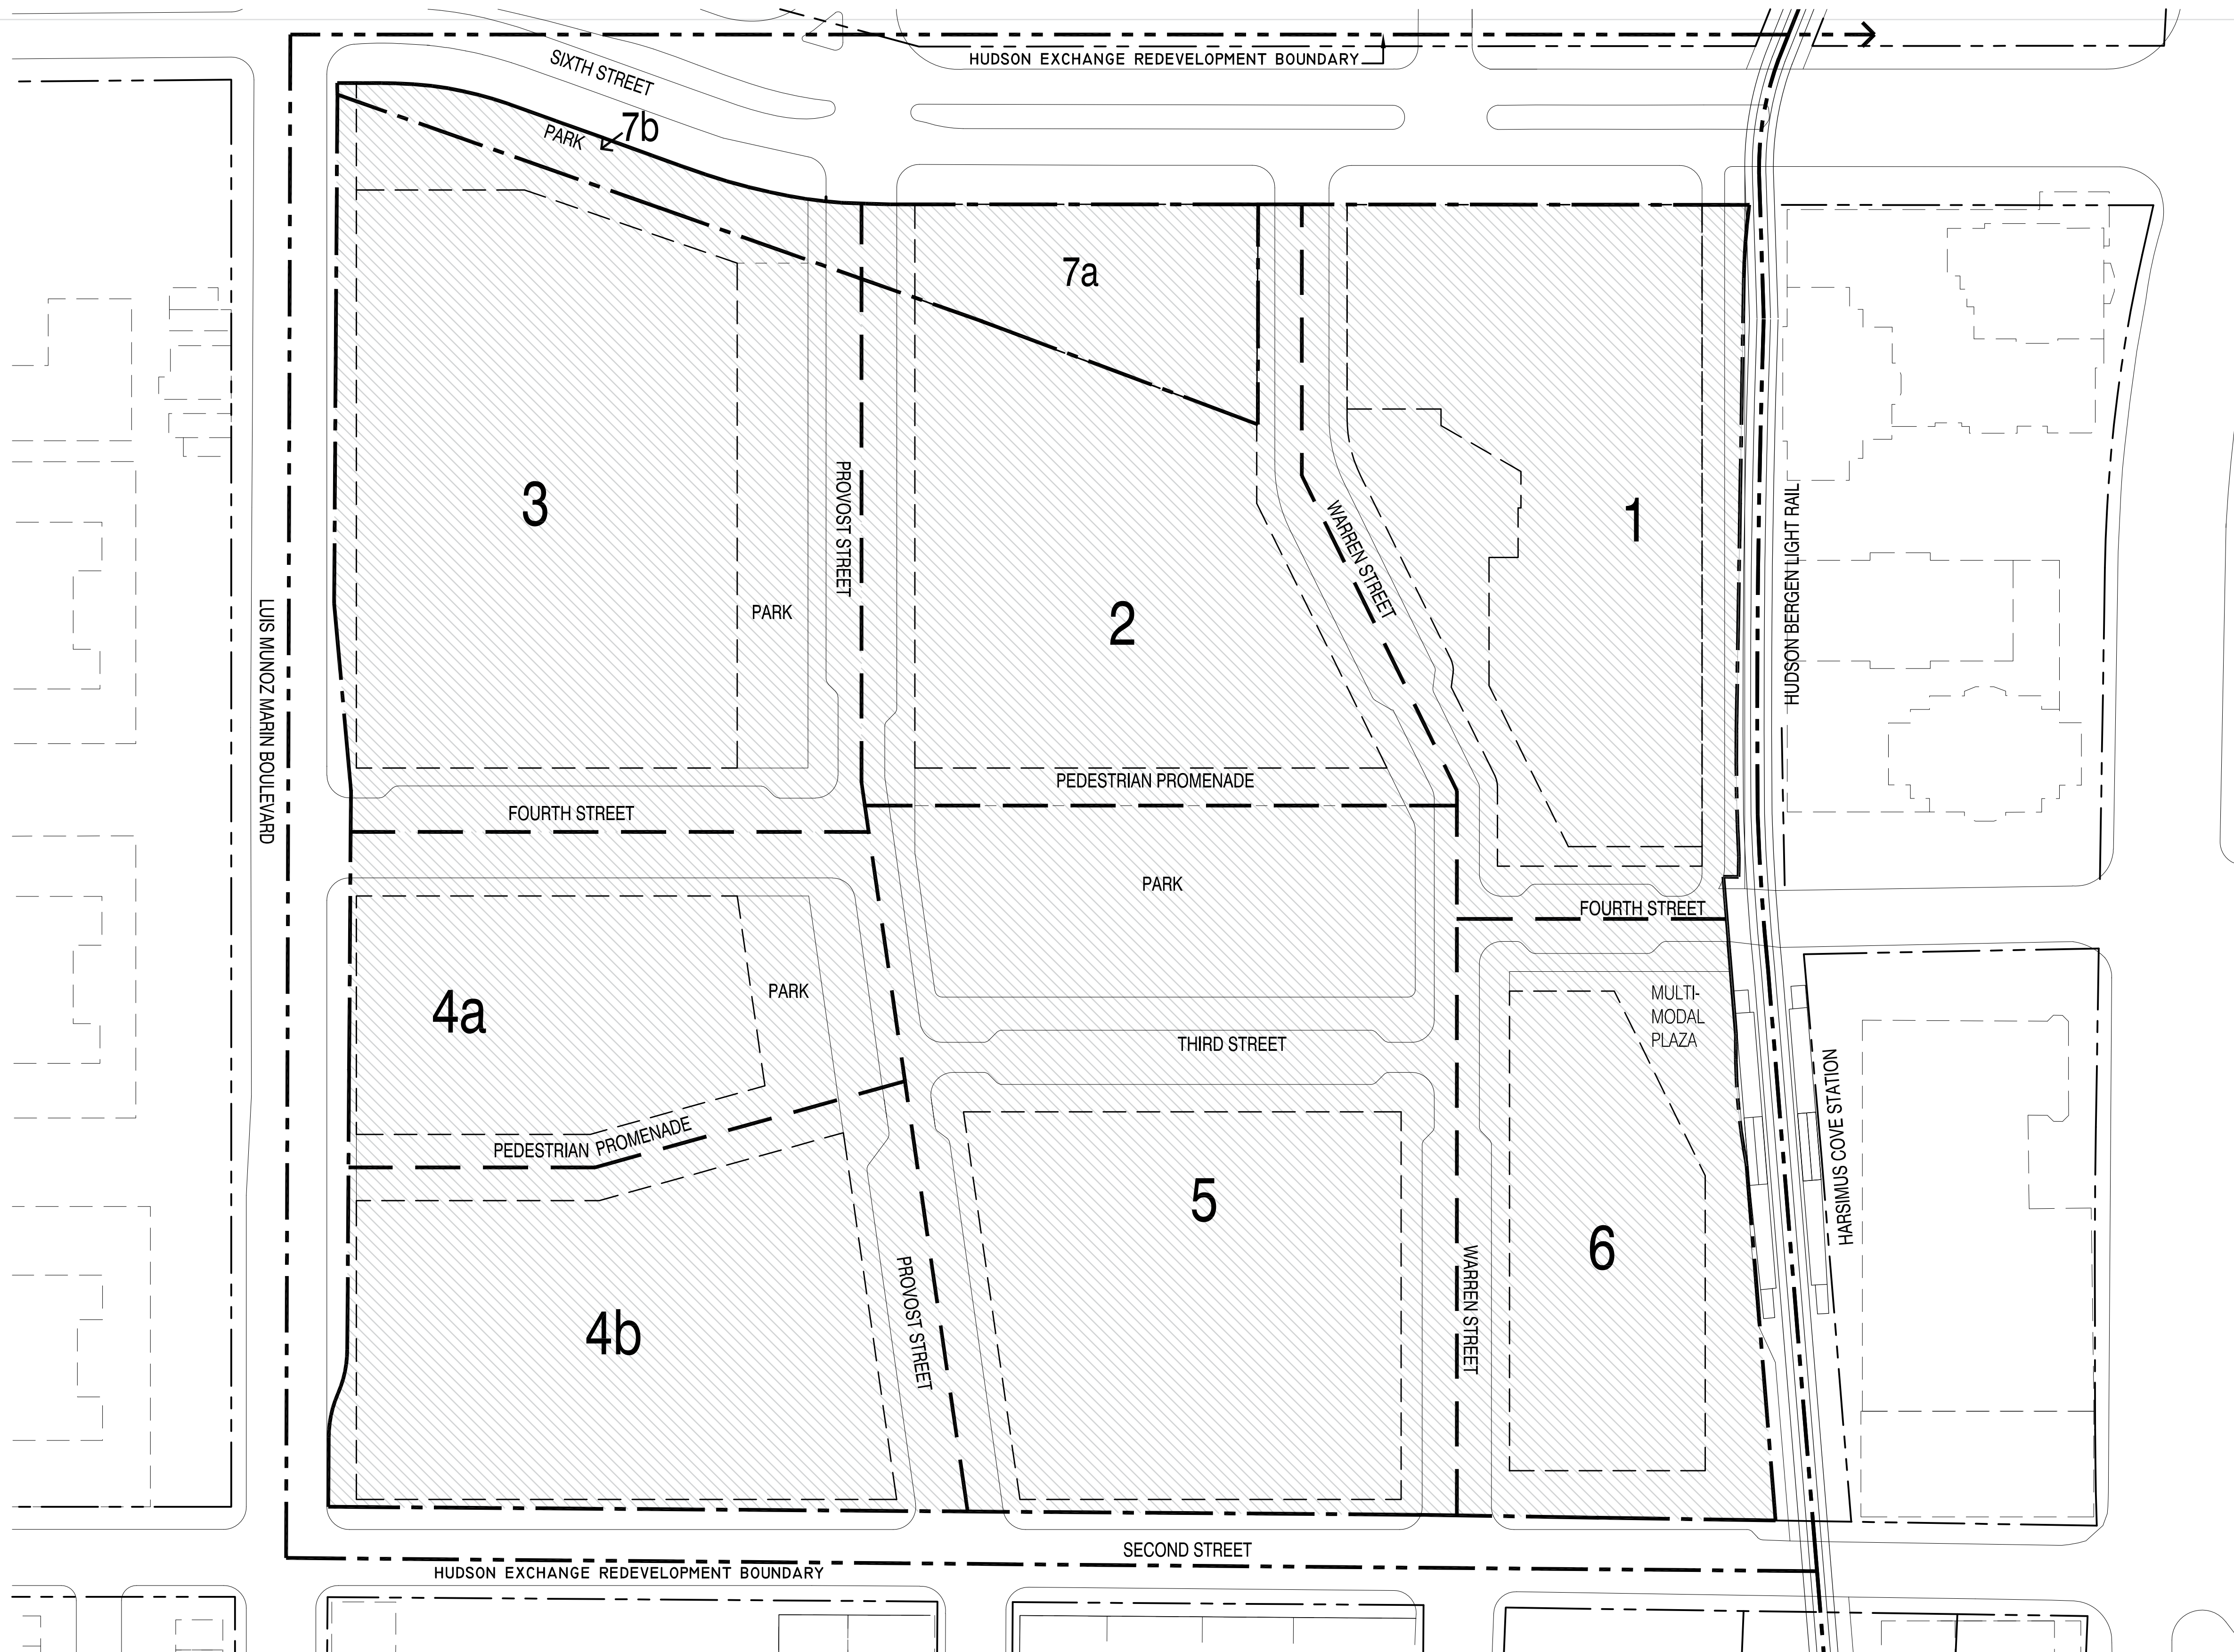 HUDSON EXCHANGE REDEVELOPMENT BOUNDARY
SIXTH STREET
7b
PARK
7a
3
PROVOST STREET
WARREN STREET
1
HUDSON BERGEN LIGHT RAIL
PARK
2
LUIS MUNOZ MARIN BOULEVARD
PEDESTRIAN PROMENADE
FOURTH STREET
PARK
FOURTH STREET
4a
PARK
MULTI-
MODAL
PLAZA
THIRD STREET
HARSIMUS COVE STATION
PEDESTRIAN PROMENADE
5
6
4b
PROVOST STREET
WARREN STREET
SECOND STREET
HUDSON EXCHANGE REDEVELOPMENT BOUNDARY